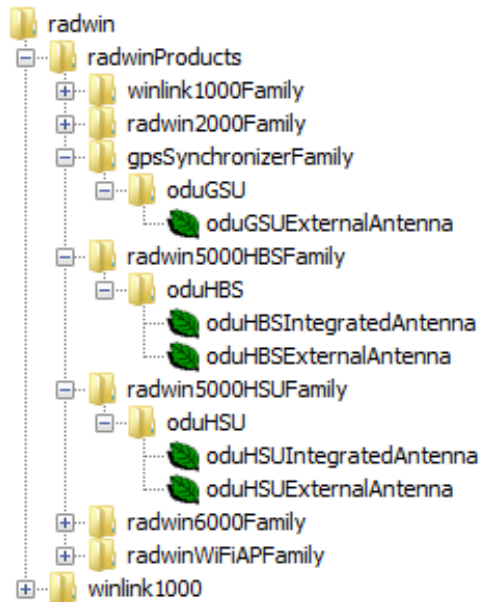 radwin
radwinProducts
winlink1000Family
radwin2000Family
gpsSynchronizerFamily
oduGSU
oduGSUExternalAntenna
radwin5000HBSFamily
oduHBS
oduHBSIntegratedAntenna
oduHBSExternalAntenna
radwin5000HSUFamily
oduHSU
oduHSUIntegratedAntenna
oduHSUExternalAntenna
radwin6000Family
radwinWiFiAPFamily
winlink1000